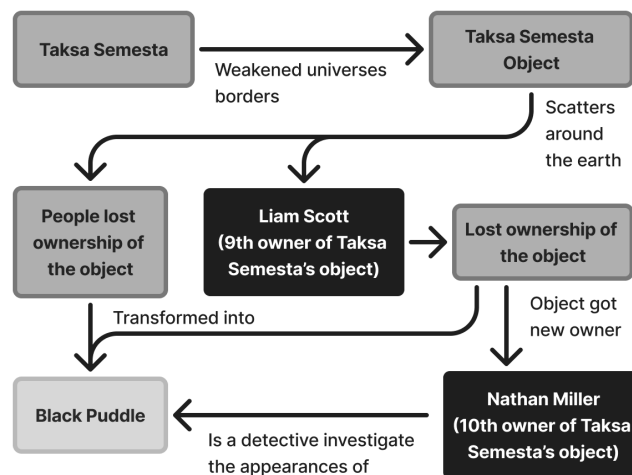 Taksa Semesta
Weakened universes
borders
Taksa Semesta
Object
Scatters
around
the earth
People lost
ownership of
the object
Liam Scott
(9th owner of Taksa
Semesta's object)
Lost ownership of
the object
Transformed into
Object got
new owner
Black Puddle
Is a detective investigate
the appearances of
Nathan Miller
(10th owner of Taksa
Semesta's object)